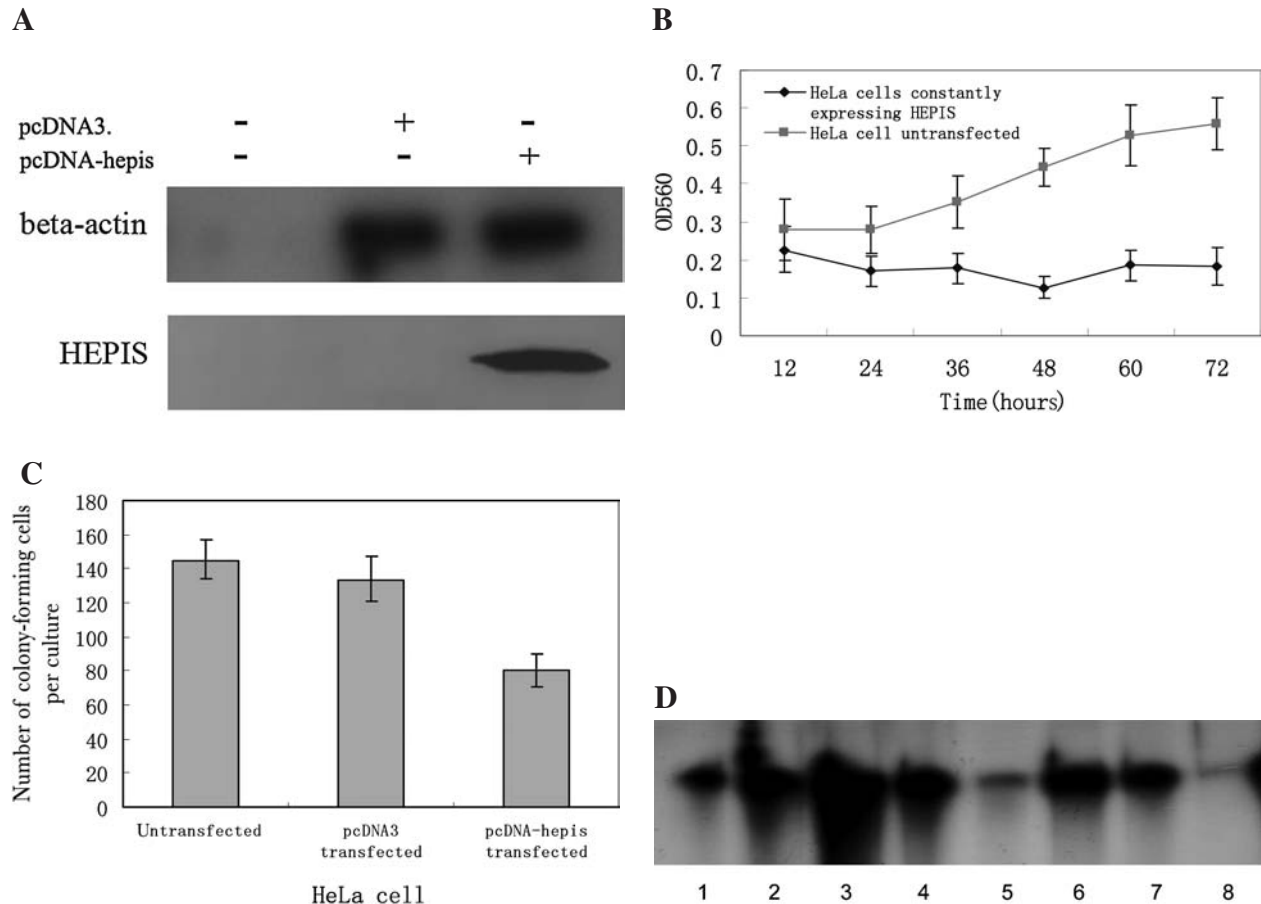 A
pcDNA3. - + -
pcDNA-hepis - - +
beta-actin
HEPIS
B
0.7
0.6
0.5
0.4
0.3
0.2
0.1
0
OD560
HeLa cells constantly
expressing HEPIS
HeLa cell untransfected
12 24 36 48 60 72
Time(hours)
C
Number of colony-forming cells
per culture
180
160
140
120
100
80
60
40
20
0
Untransfected
pcDNA3
transfected
pcDNA-hepis
transfected
HeLa cell
D
1 2 3 4 5 6 7 8